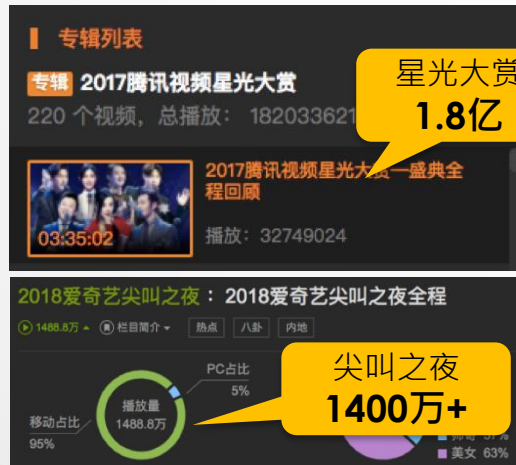 专辑列表
专辑 2017腾讯视频星光大赏
220 个视频，总播放： 182033621
星光大赏
1.8亿
2017腾讯视频星光大赏—盛典全
程回顾
03:35:02
播放：32749024
2018爱奇艺尖叫之夜： 2018爱奇艺尖叫之夜全程
1488.8万 栏目简介 热点 八卦 内地
PC占比
5%
播放量
1488.8万
移动占比
95%
尖叫之夜
1400万+
美女 63%